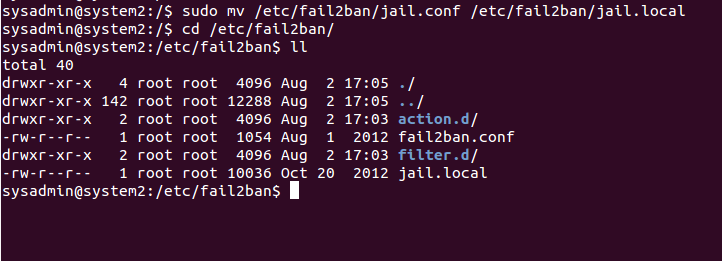 sysadmin@system2:/$ sudo mv /etc/fail2ban/jail.conf /etc/fail2ban/jail.local
sysadmin@system2:/$ cd /etc/fail2ban/
sysadmin@system2:/etc/fail2ban$ ll
total 40
drwxr-xr-x   4 root root  4096 Aug  2 17:05 ./
drwxr-xr-x 142 root root 12288 Aug  2 17:05 ../
drwxr-xr-x   2 root root  4096 Aug  2 17:03 action.d/
-rw-r--r--   1 root root  1054 Aug  1  2012 fail2ban.conf
drwxr-xr-x   2 root root  4096 Aug  2 17:03 filter.d/
-rw-r--r--   1 root root 10036 Oct 20  2012 jail.local
sysadmin@system2:/etc/fail2ban$